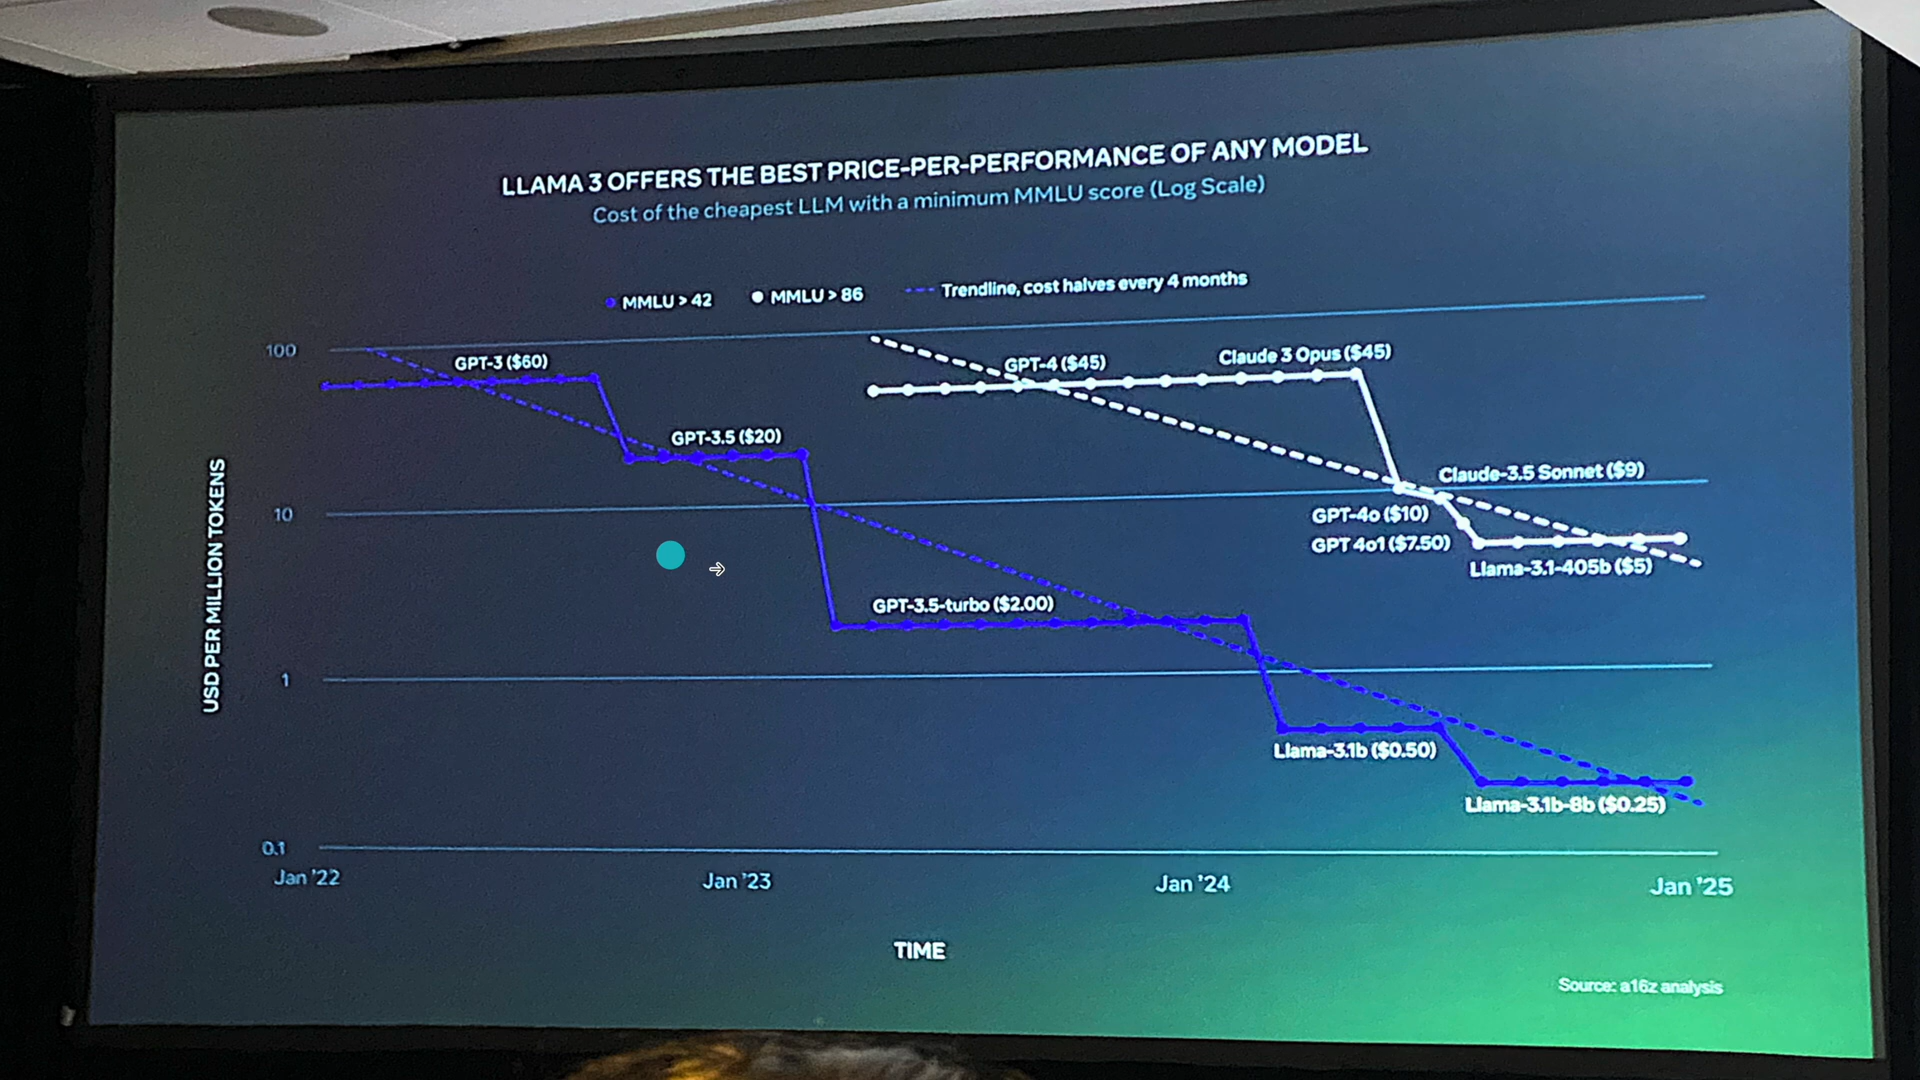 LLAMA 3 OFFERS THE BEST PRICE-PER-PERFORMANCE OF ANY MODEL
Cost of the cheapest LLM with a minimum MMLU score (Log Scale)
MMLU > 42
MMLU > 86
Trendline, cost halves every 4 months
USD PER MILLION TOKENS
100
10
1
0.1
GPT-3 ($60)
GPT-3.5 ($20)
GPT-3.5-turbo ($2.00)
GPT-4 ($45)
Claude 3 Opus ($45)
Claude-3.5 Sonnet ($9)
GPT-4o ($10)
GPT 4o1 ($7.50)
Llama-3.1-405b ($5)
Llama-3.1b ($0.50)
Llama-3.1b-8b ($0.25)
Jan '22
Jan '23
Jan '24
Jan '25
TIME
Source: a16z analysis